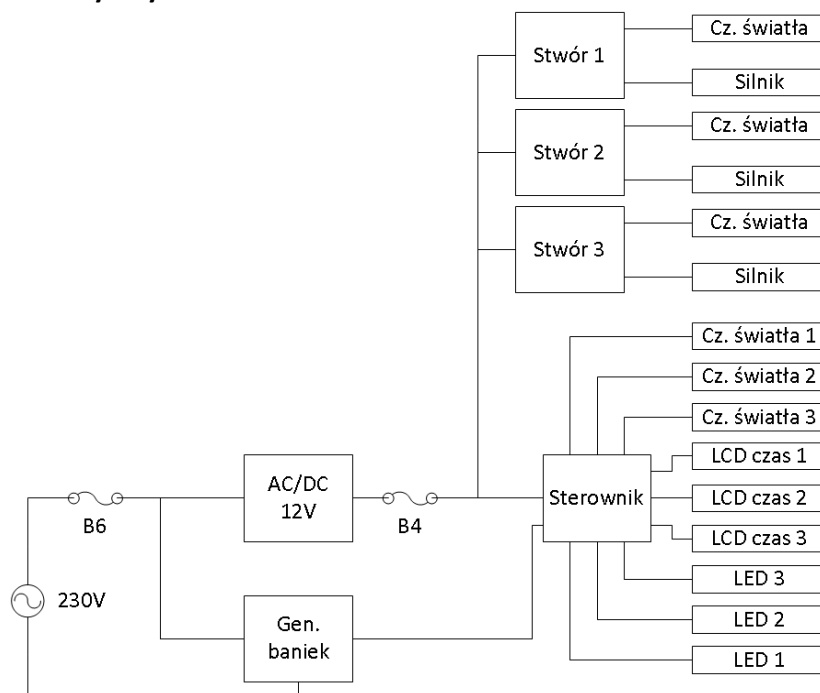 Stwór 1
Cz. światła
Silnik
Stwór 2
Cz. światła
Silnik
Stwór 3
Cz. światła
Silnik
Cz. światła 1
Cz. światła 2
Cz. światła 3
LCD czas 1
LCD czas 2
LCD czas 3
LED 3
LED 2
LED 1
Sterownik
AC/DC
12V
B6
B4
230V
Gen.
baniek